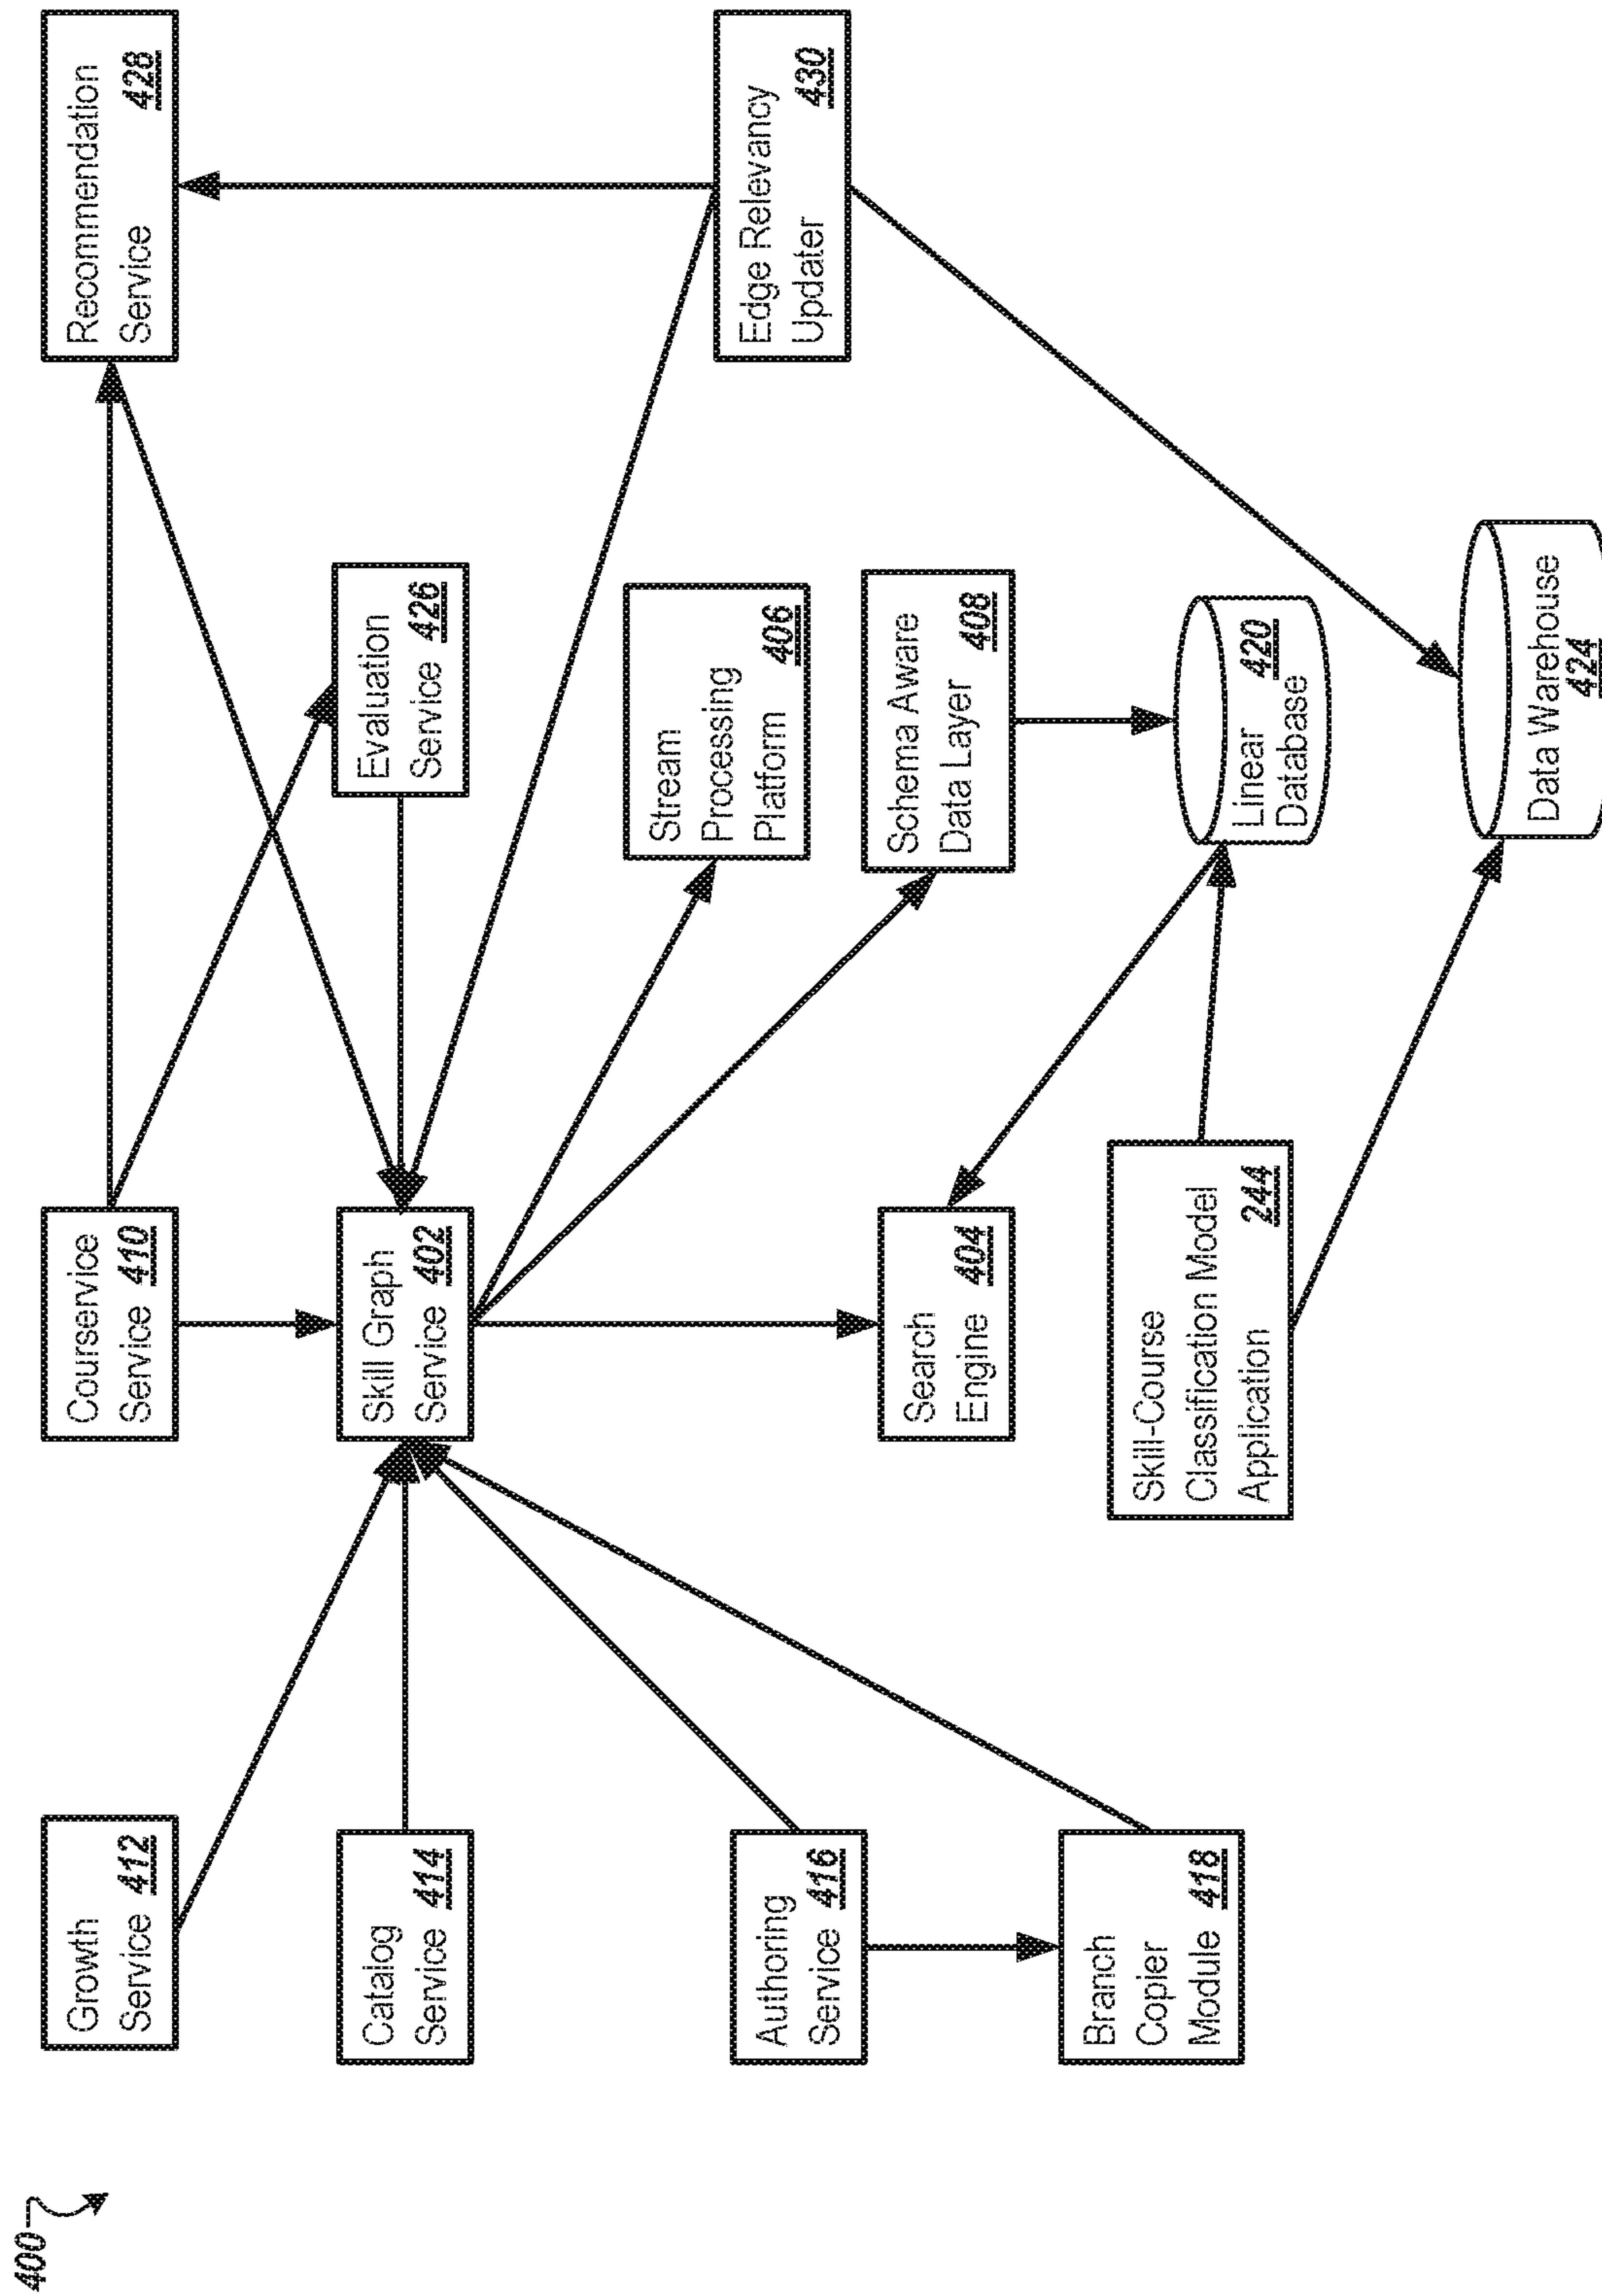 400
Growth
Service 412
Courservice
Service 410
Recommendation
Service 428
Catalog
Service 414
Skill Graph
Service 402
Evaluation
Service 426
Authoring
Service 416
Stream
Processing
Platform 406
Edge Relevancy
Updater 430
Search
Engine 404
Schema Aware
Data Layer 408
Branch
Copier
Module 418
Skill-Course
Classification Model
Application 244
Linear 420
Database
Data Warehouse
424